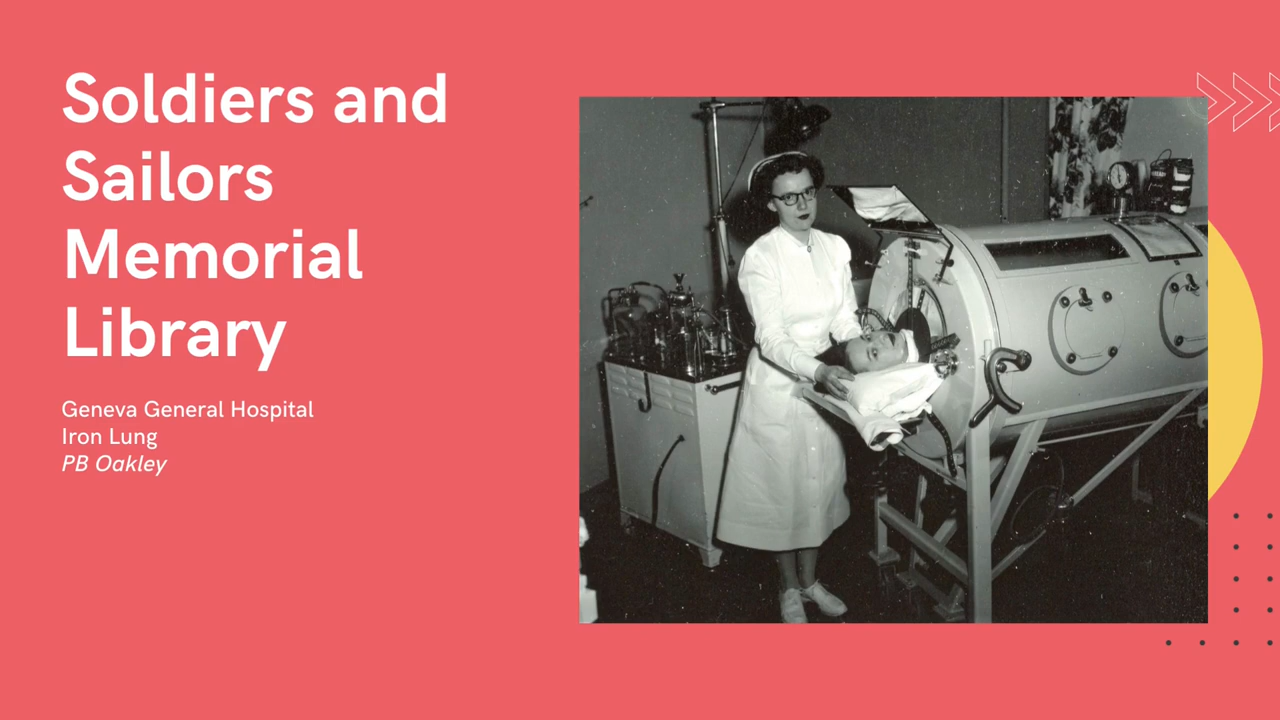 Soldiers and
Sailors
Memorial
Library
Geneva General Hospital
Iron Lung
PB Oakley